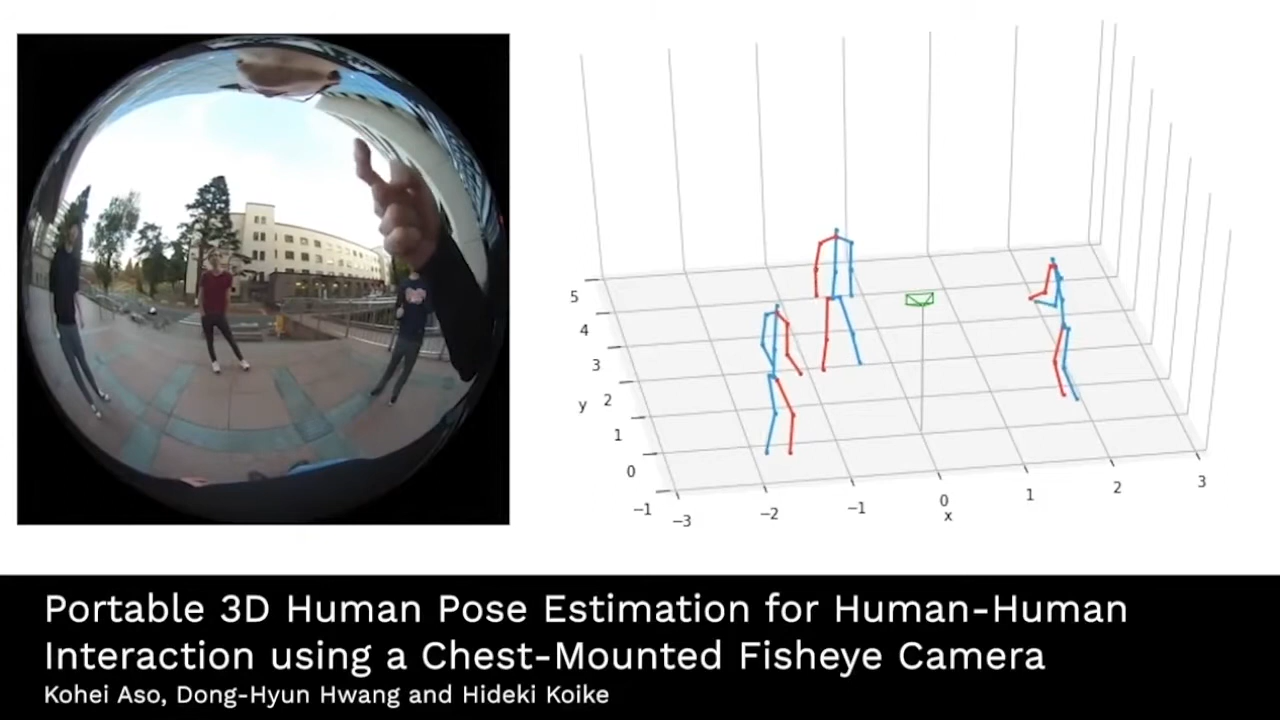 5
4
3
y 2
1
0
−1
−3
−2
−1
0
1
2
3
x
Portable 3D Human Pose Estimation for Human-Human
Interaction using a Chest-Mounted Fisheye Camera
Kohei Aso, Dong-Hyun Hwang and Hideki Koike